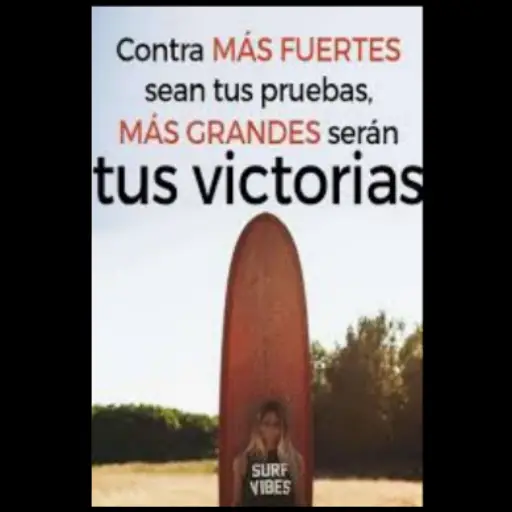 Contra MÁS FUERTES
sean tus pruebas,
MÁS GRANDES serán
tus victorias
SURF
VIBES